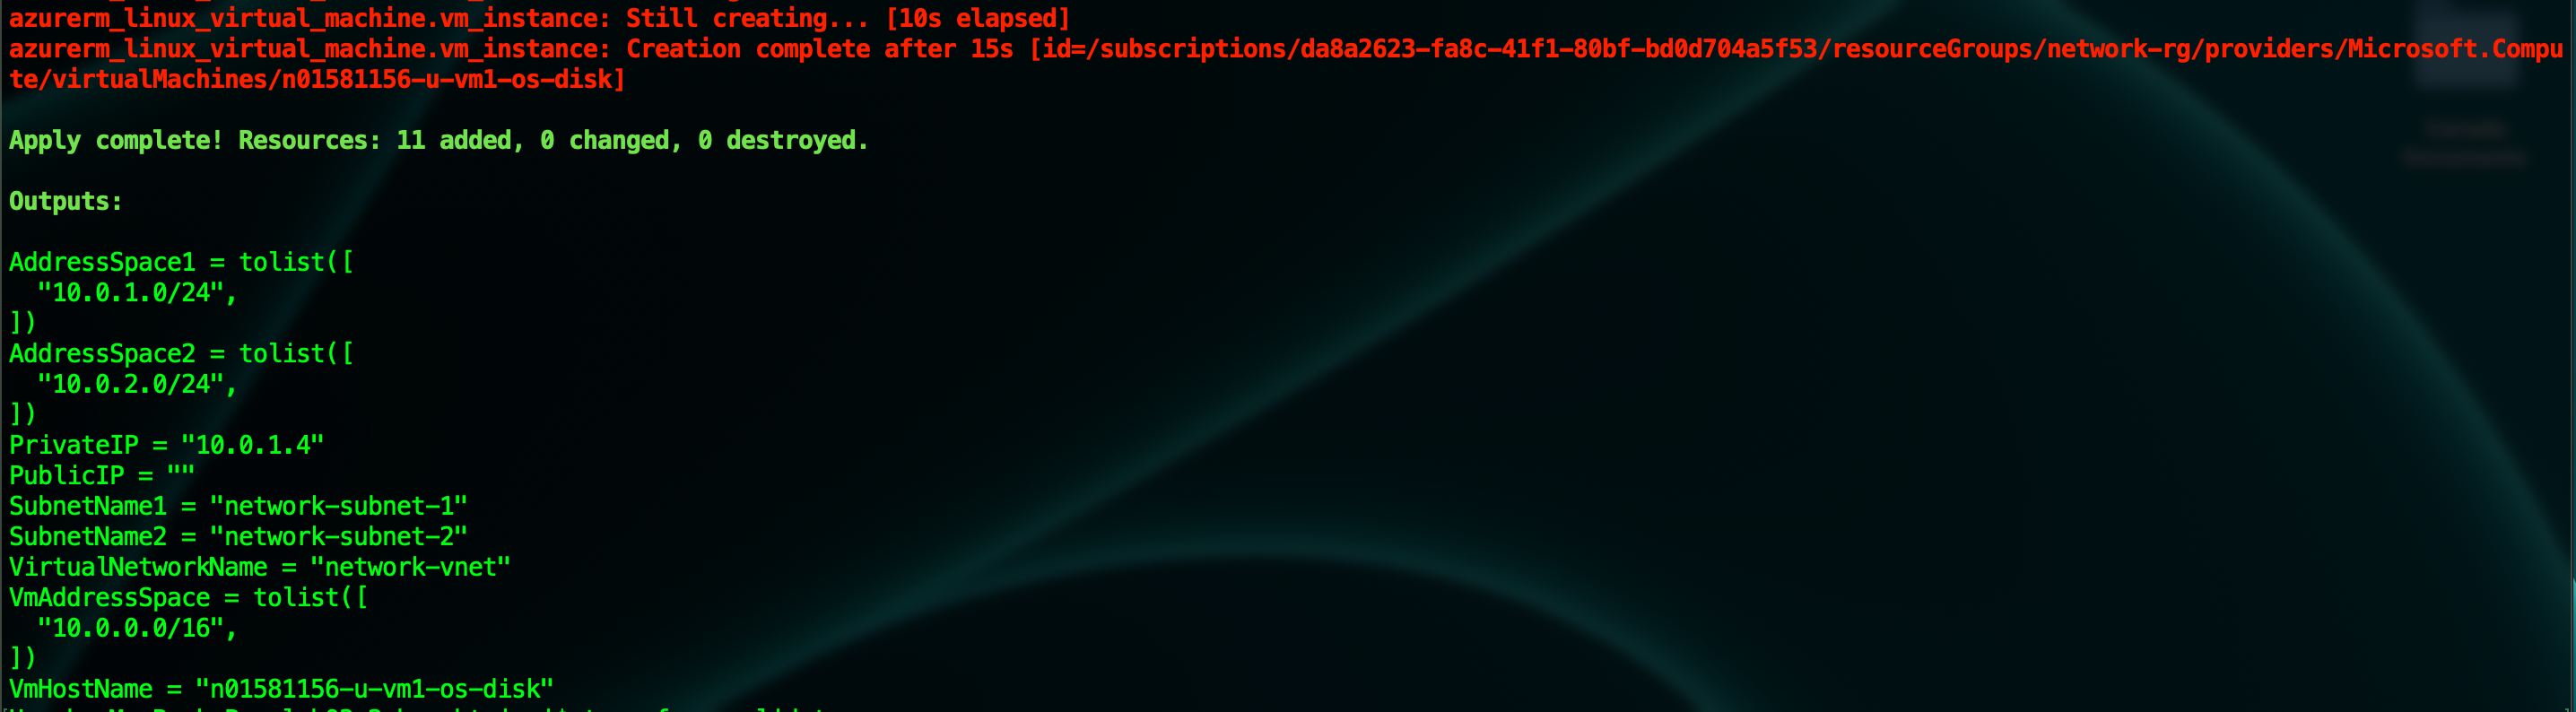 azurerm_linux_virtual_machine.vm_instance: Still creating... [10s elapsed]
azurerm_linux_virtual_machine.vm_instance: Creation complete after 15s [id=/subscriptions/da8a2623-fa8c-41f1-80bf-bd0d704a5f53/resourceGroups/network-rg/providers/Microsoft.Compu
te/virtualMachines/n01581156-u-vm1-os-disk]
Apply complete! Resources: 11 added, 0 changed, 0 destroyed.
Outputs:
AddressSpace1 = tolist([
  "10.0.1.0/24",
])
AddressSpace2 = tolist([
  "10.0.2.0/24",
])
PrivateIP = "10.0.1.4"
PublicIP = ""
SubnetName1 = "network-subnet-1"
SubnetName2 = "network-subnet-2"
VirtualNetworkName = "network-vnet"
VmAddressSpace = tolist([
  "10.0.0.0/16",
])
VmHostName = "n01581156-u-vm1-os-disk"